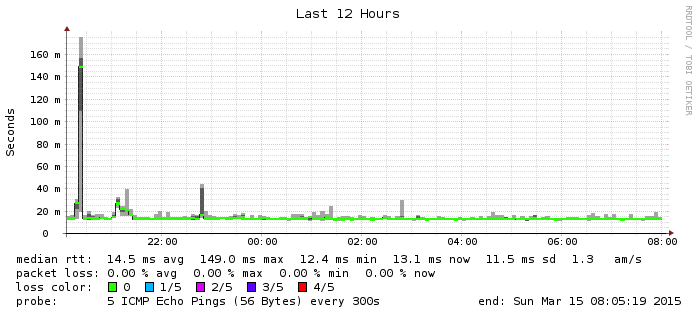 Last 12 Hours
RRDTOOL / TOBI OETIKER
Seconds
160 m
140 m
120 m
100 m
80 m
60 m
40 m
20 m
0
22:00 00:00 02:00 04:00 06:00 08:00
median rtt: 14.5 ms avg 149.0 ms max 12.4 ms min 13.1 ms now 11.5 ms sd 1.3 am/s
packet loss: 0.00 % avg 0.00 % max 0.00 % min 0.00 % now
loss color: 0 1/5 2/5 3/5 4/5
probe: 5 ICMP Echo Pings (56 Bytes) every 300s end: Sun Mar 15 08:05:19 2015